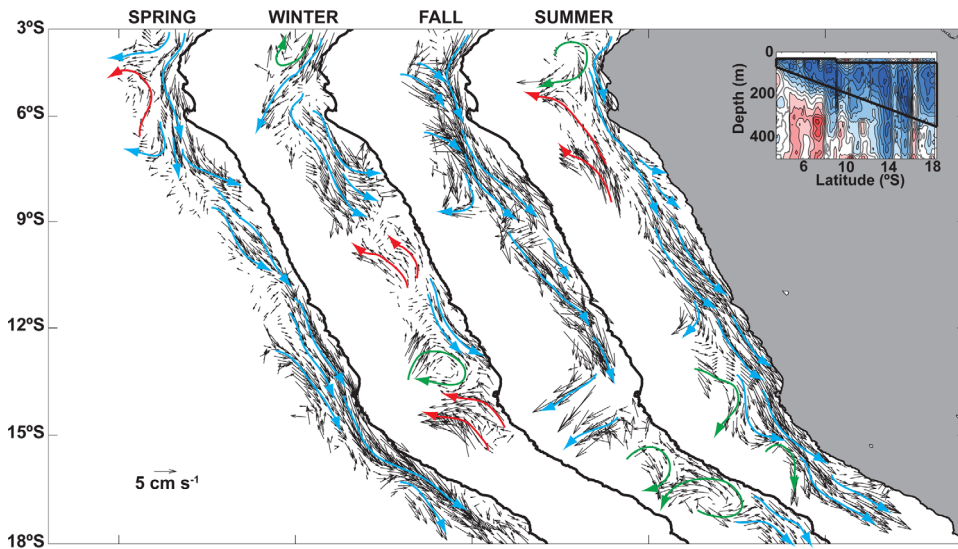 SPRING WINTER FALL SUMMER
3ºS
6ºS
9ºS
12ºS
15ºS
18ºS
5 cm s⁻¹
0
200
400
Depth (m)
6 10 14 18
Latitude (ºS)